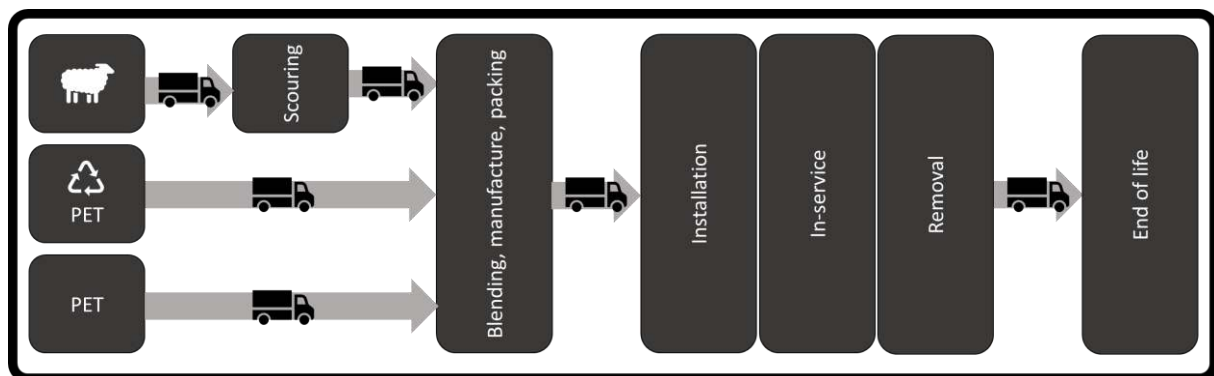 Scouring
PET
PET
Blending, manufacture, packing
Installation
In-service
Removal
End of life